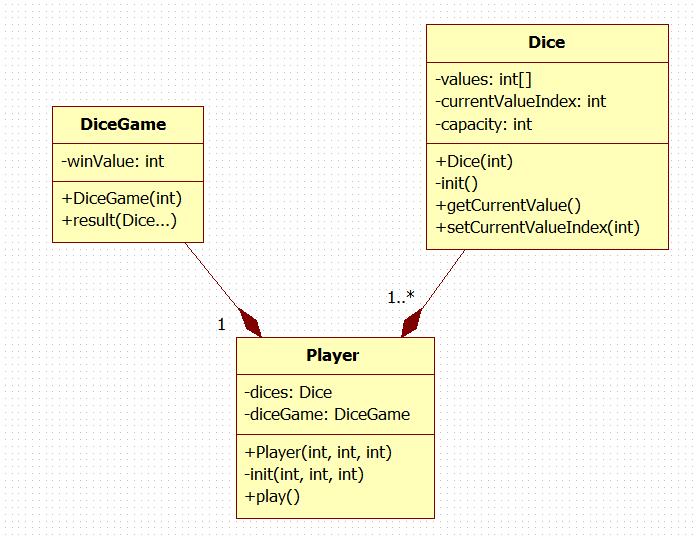 DiceGame
-winValue: int
+DiceGame(int)
+result(Dice...)
Dice
-values: int[]
-currentValueIndex: int
-capacity: int
+Dice(int)
-init()
+getCurrentValue()
+setCurrentValueIndex(int)
1
1..*
Player
-dices: Dice
-diceGame: DiceGame
+Player(int, int, int)
-init(int, int, int)
+play()